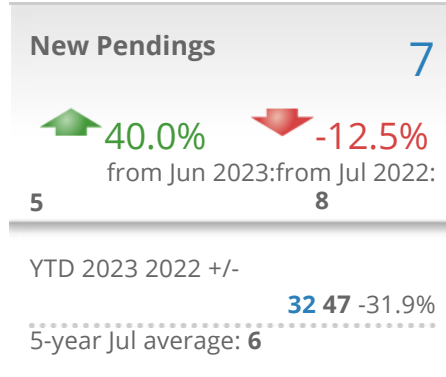 New Pendings 7
40.0% -12.5%
from Jun 2023:from Jul 2022:
5 8
YTD 2023 2022 +/-
32 47 -31.9%
5-year Jul average: 6